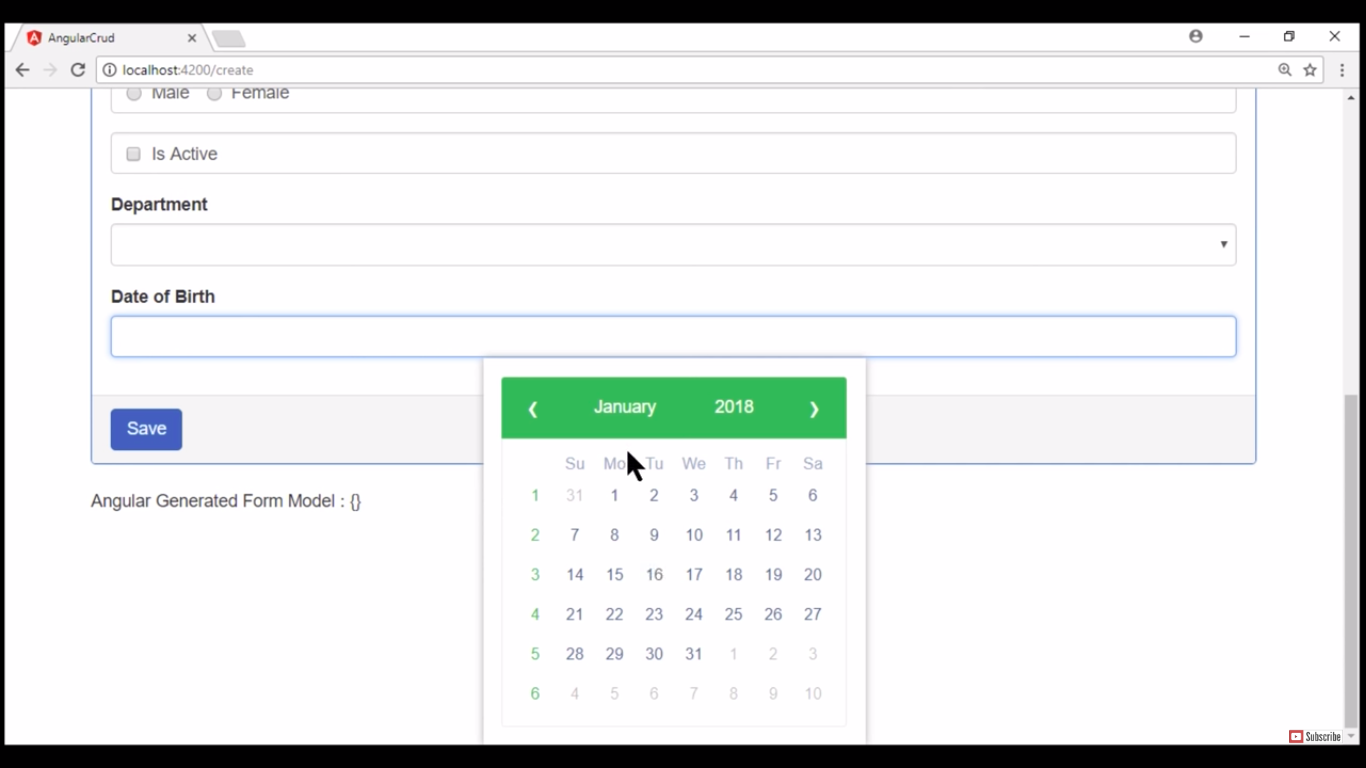 AngularCrud
localhost:4200/create
Male Female
Is Active
Department
Date of Birth
January 2018
Save
Su Mo Tu We Th Fr Sa
1 31 1 2 3 4 5 6
Angular Generated Form Model : {}
2 7 8 9 10 11 12 13
3 14 15 16 17 18 19 20
4 21 22 23 24 25 26 27
5 28 29 30 31 1 2 3
6 4 5 6 7 8 9 10
Subscribe